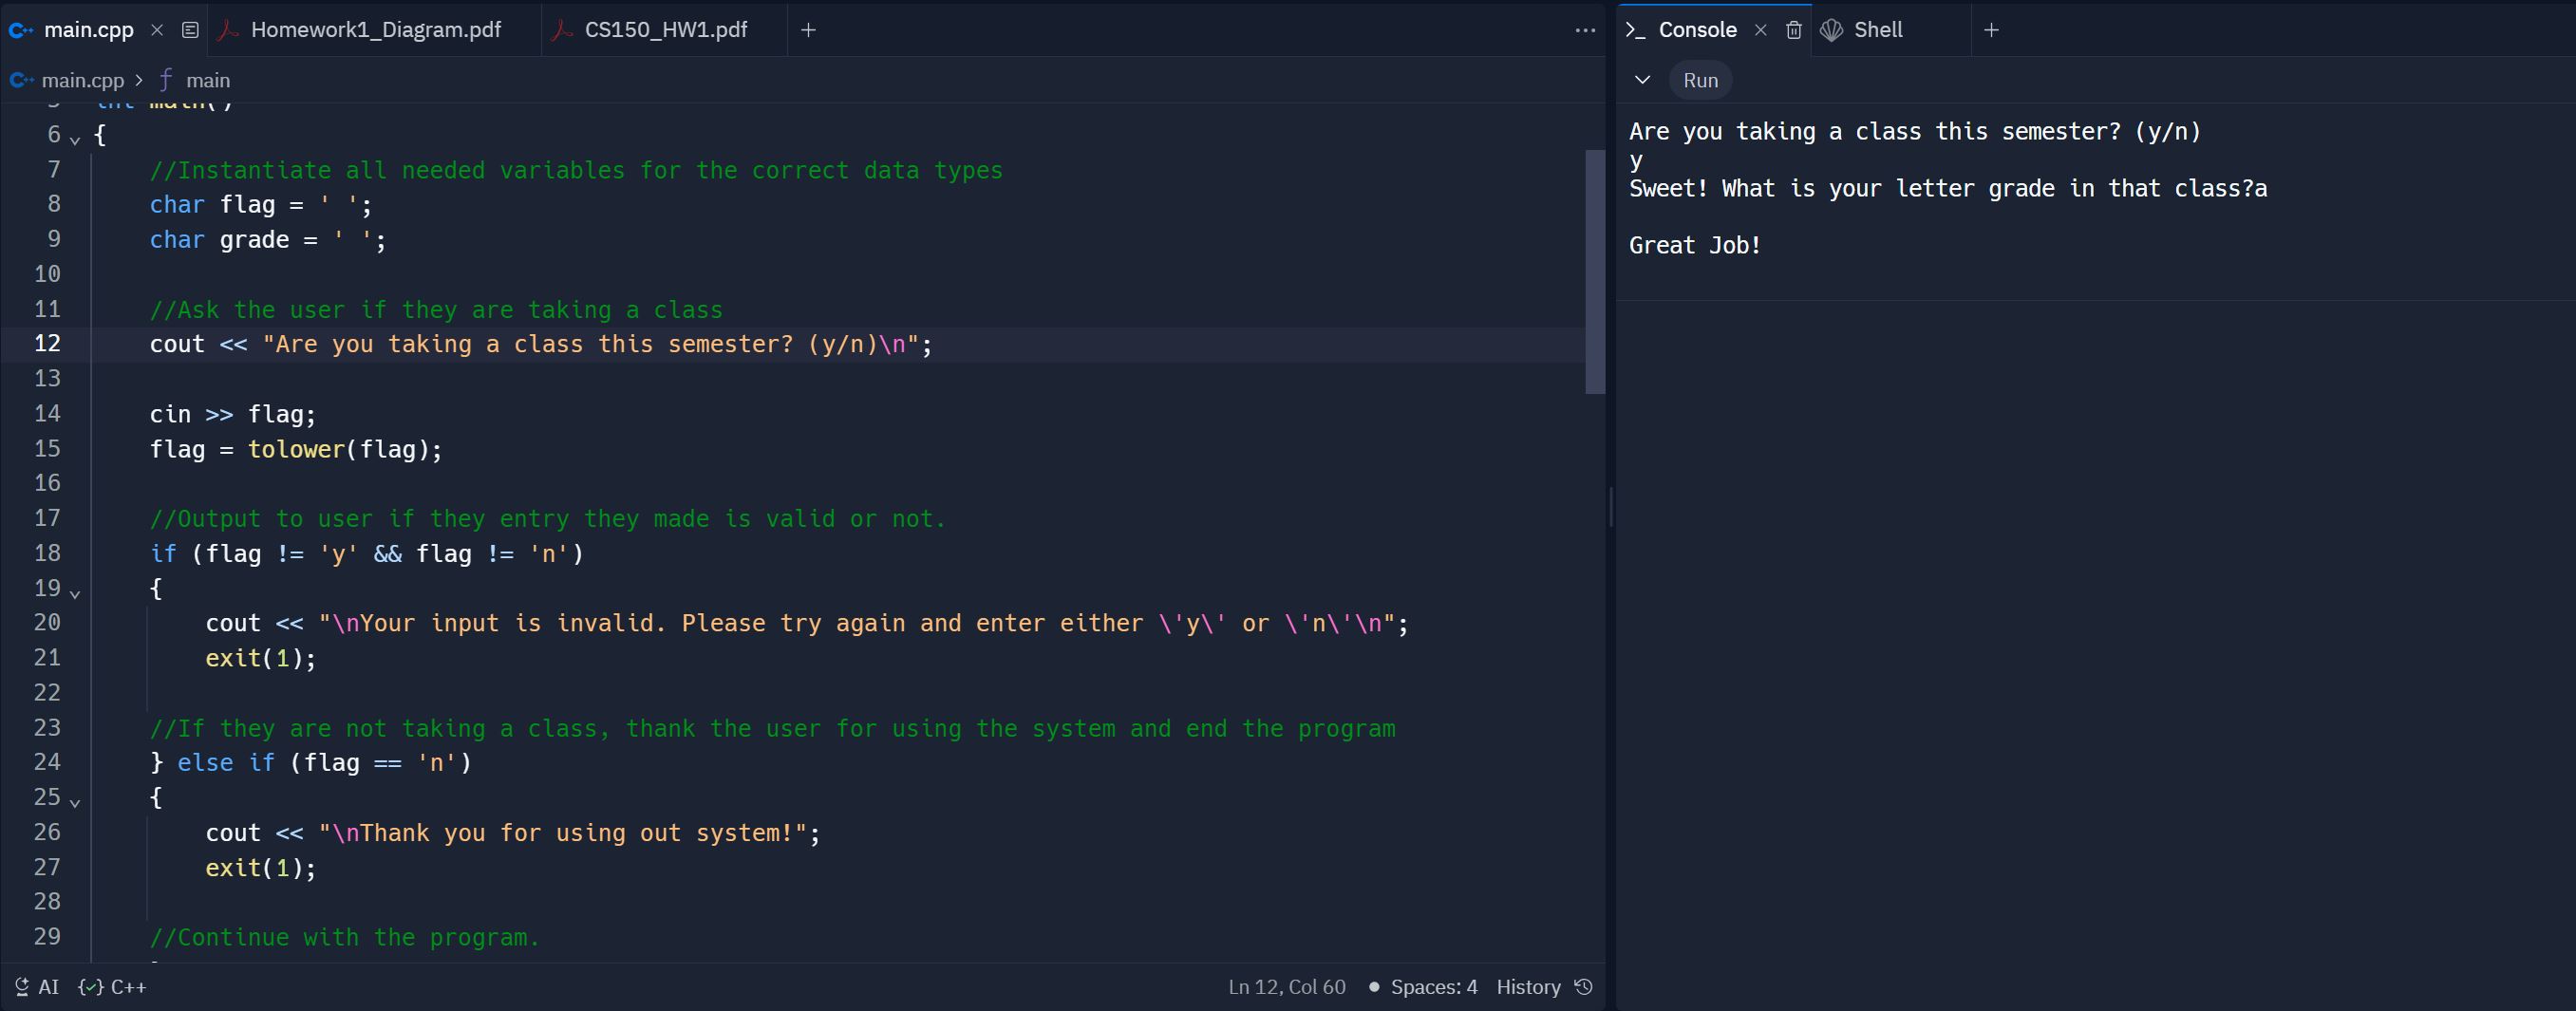 main.cpp
Homework1_Diagram.pdf
CS150_HW1.pdf
main.cpp > f main
5 int main()
6 {
7 //Instantiate all needed variables for the correct data types
8 char flag = ' ';
9 char grade = ' ';
10
11 //Ask the user if they are taking a class
12 cout << "Are you taking a class this semester? (y/n)\n";
13
14 cin >> flag;
15 flag = tolower(flag);
16
17 //Output to user if they entry they made is valid or not.
18 if (flag != 'y' && flag != 'n')
19 {
20 cout << "\nYour input is invalid. Please try again and enter either \'y\' or \'n\'\n";
21 exit(1);
22
23 //If they are not taking a class, thank the user for using the system and end the program
24 } else if (flag == 'n')
25 {
26 cout << "\nThank you for using out system!";
27 exit(1);
28
29 //Continue with the program.
AI {✓} C++ Ln 12, Col 60 • Spaces: 4 History
Console
Shell
Run
Are you taking a class this semester? (y/n)
y
Sweet! What is your letter grade in that class?a
Great Job!